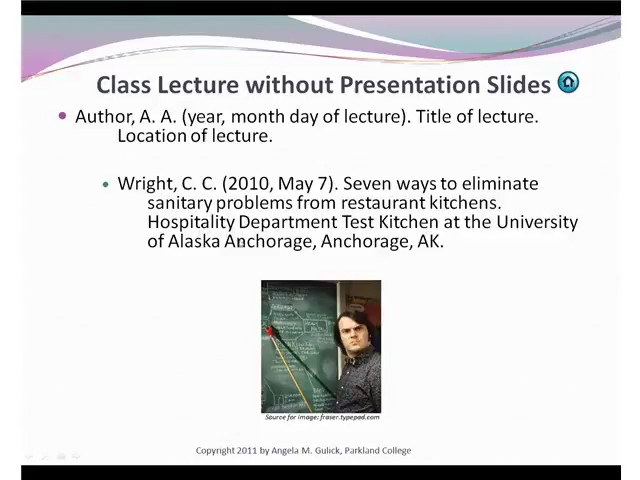 Class Lecture without Presentation Slides
Author, A. A. (year, month day of lecture). Title of lecture.
Location of lecture.
Wright, C. C. (2010, May 7). Seven ways to eliminate
sanitary problems from restaurant kitchens.
Hospitality Department Test Kitchen at the University
of Alaska Anchorage, Anchorage, AK.
Source for image: fraser.typepad.com
Copyright 2011 by Angela M. Gulick, Parkland College